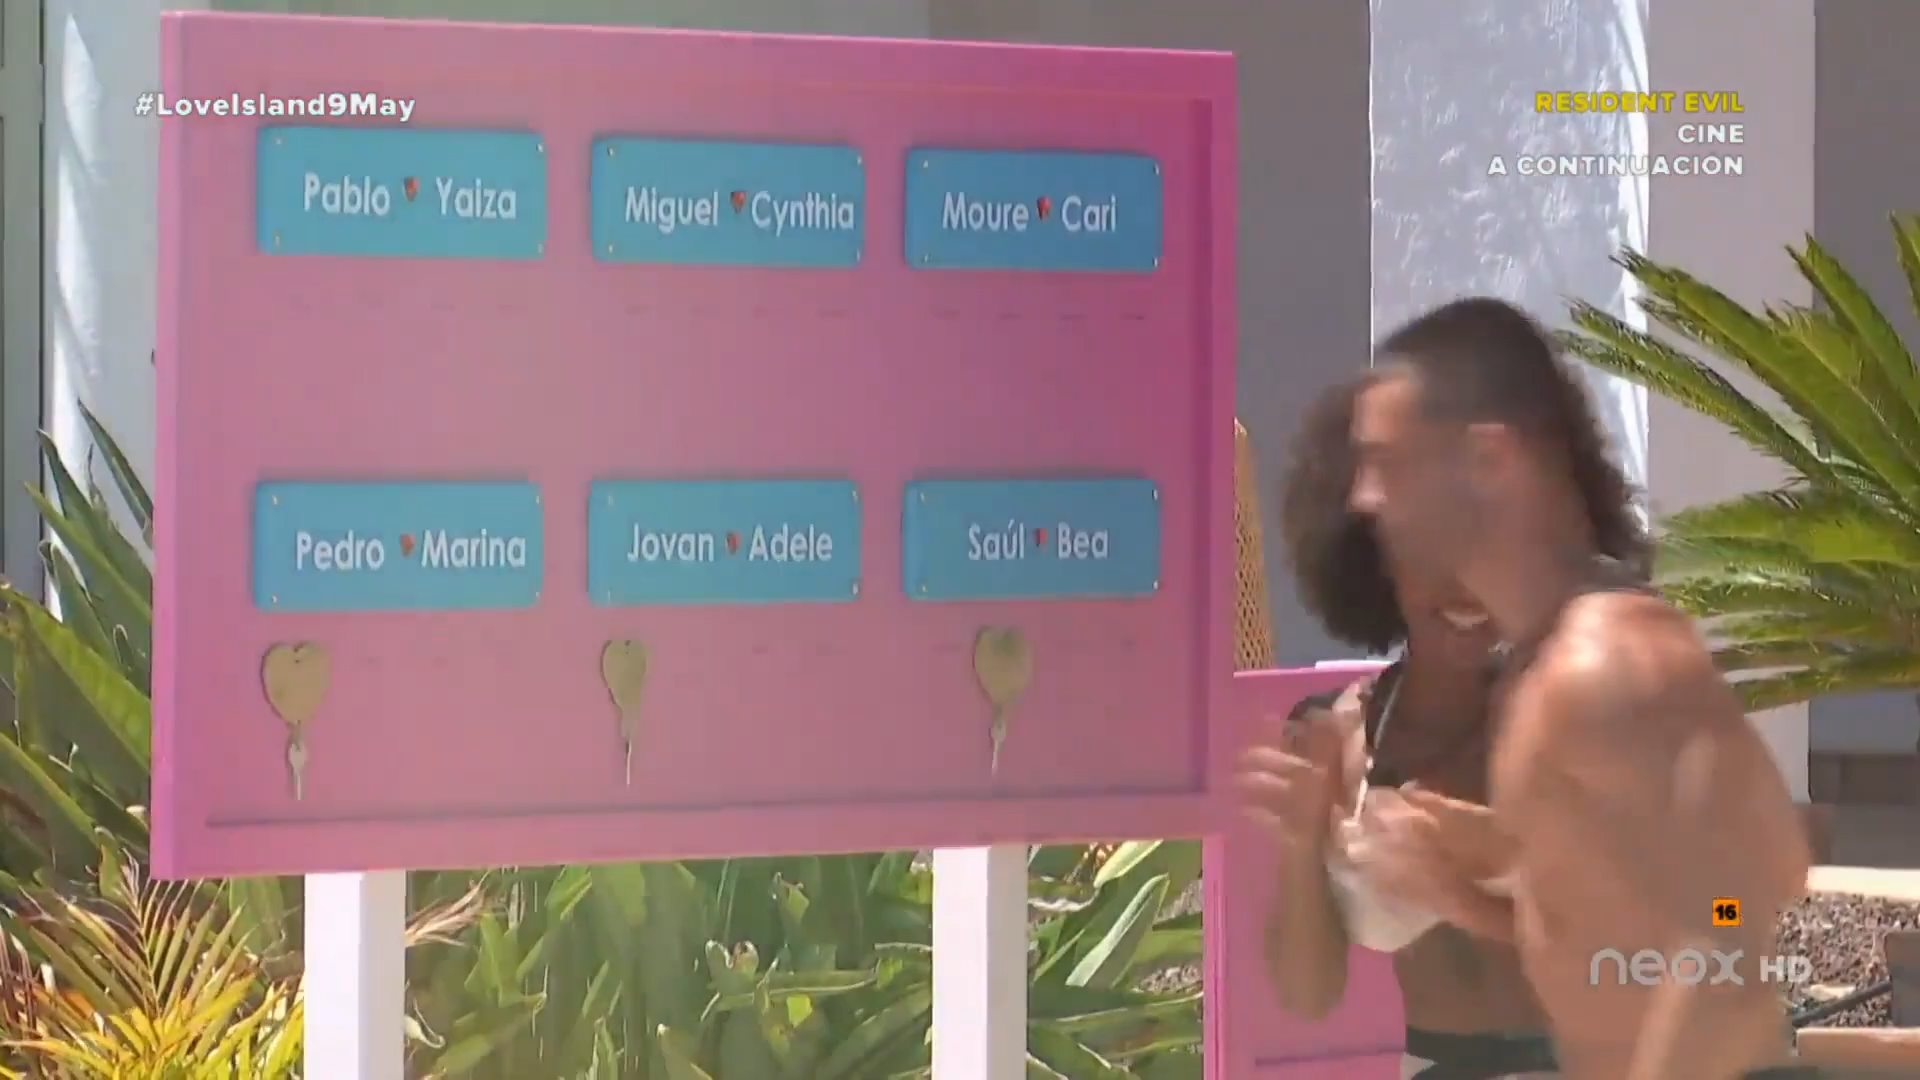 #LoveIsland9May
RESIDENT EVIL
CINE
A CONTINUACIÓN
Pablo Yaiza
Miguel Cynthia
Moure Cari
Pedro Marina
Jovan Adele
Saúl Bea
16
neox HD